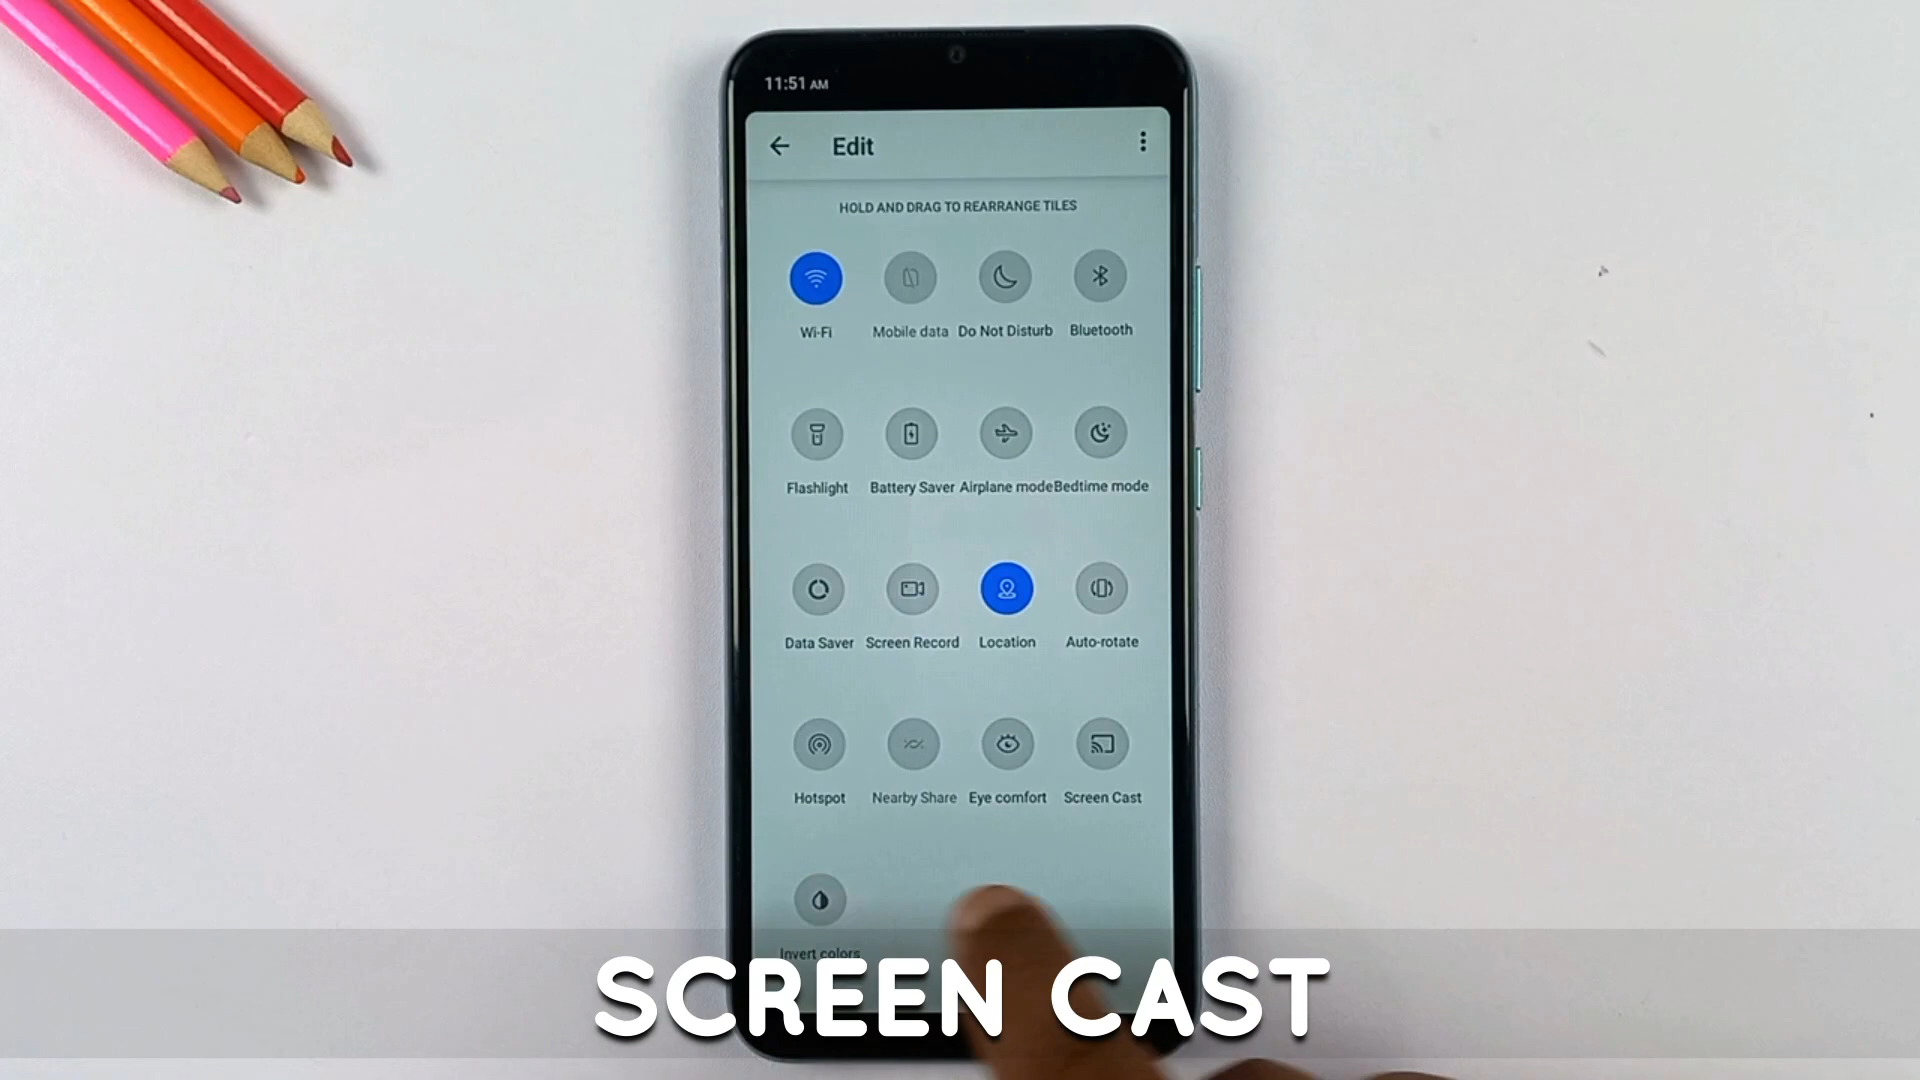 11:51 AM
Edit
HOLD AND DRAG TO REARRANGE TILES
Wi-Fi Mobile data Do Not Disturb Bluetooth
Flashlight Battery Saver Airplane mode Bedtime mode
Data Saver Screen Record Location Auto-rotate
Hotspot Nearby Share Eye comfort Screen Cast
Invert colors
SCREEN CAST